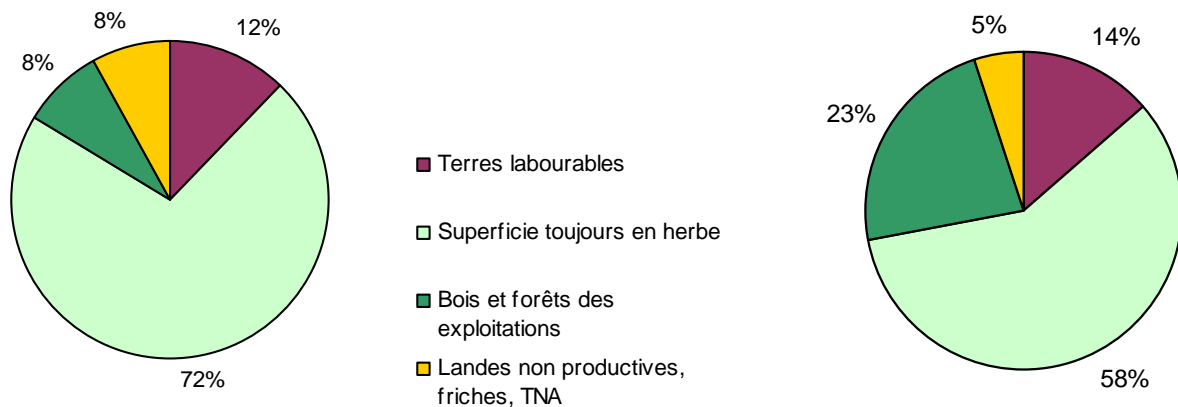 8%
12%
8%
72%
Terres labourables
Superficie toujours en herbe
Bois et forêts des
exploitations
Landes non productives,
friches, TNA
5%
14%
23%
58%